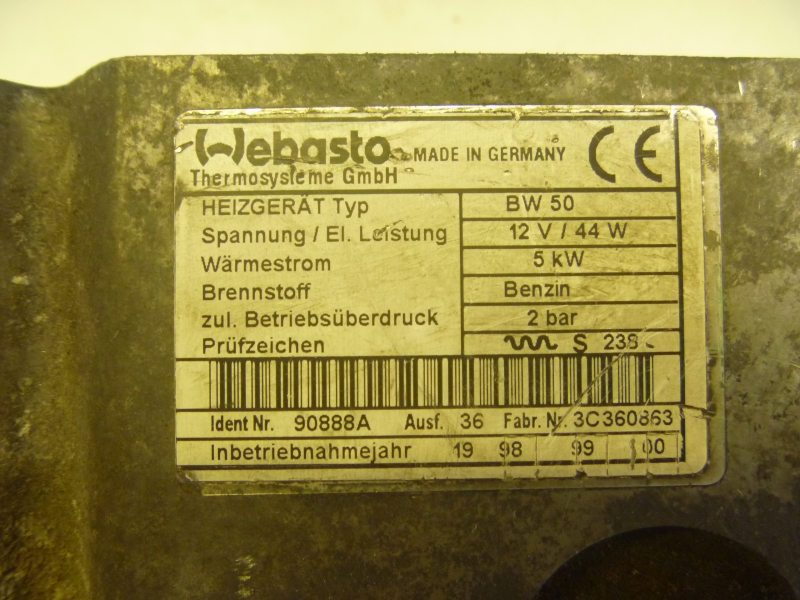 Webasto MADE IN GERMANY CE
Thermosysteme GmbH
HEIZGERÄT Typ BW 50
Spannung / El. Leistung 12 V / 44 W
Wärmestrom 5 kW
Brennstoff Benzin
zul. Betriebsüberdruck 2 bar
Prüfzeichen S
Ident Nr. 90888A Ausf. 36 Fabr. Nr. 3C360863
Inbetriebnahmejahr 19 98 99 00